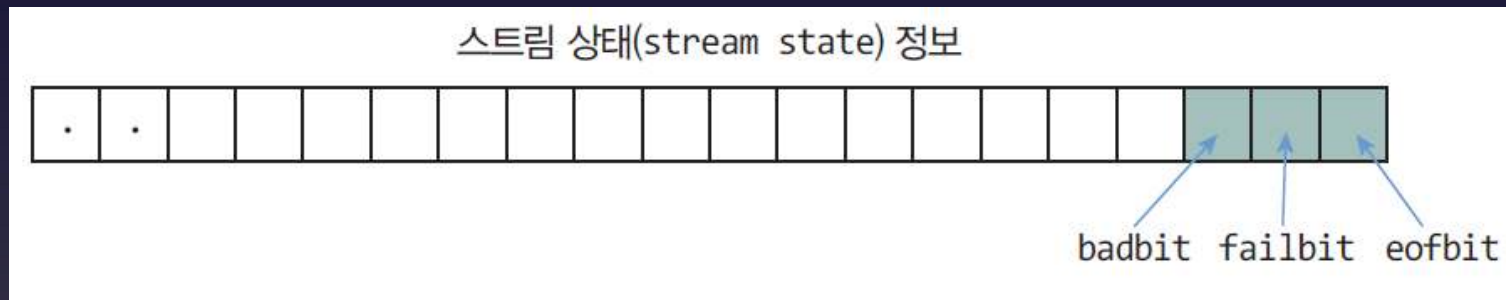 스트림 상태(stream state) 정보
. .
badbit failbit eofbit